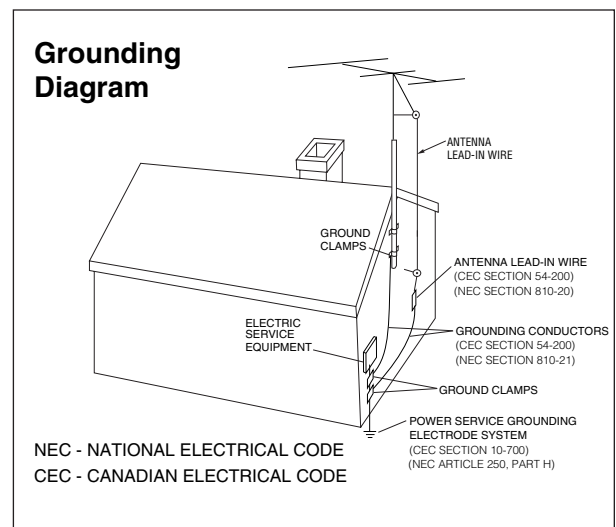 Grounding
Diagram
ANTENNA
LEAD-IN WIRE
GROUND
CLAMPS
ANTENNA LEAD-IN WIRE
(CEC SECTION 54-200)
(NEC SECTION 810-20)
ELECTRIC
SERVICE
EQUIPMENT
GROUNDING CONDUCTORS
(CEC SECTION 54-200)
(NEC SECTION 810-21)
GROUND CLAMPS
POWER SERVICE GROUNDING
ELECTRODE SYSTEM
(CEC SECTION 10-700)
(NEC ARTICLE 250, PART H)
NEC - NATIONAL ELECTRICAL CODE
CEC - CANADIAN ELECTRICAL CODE